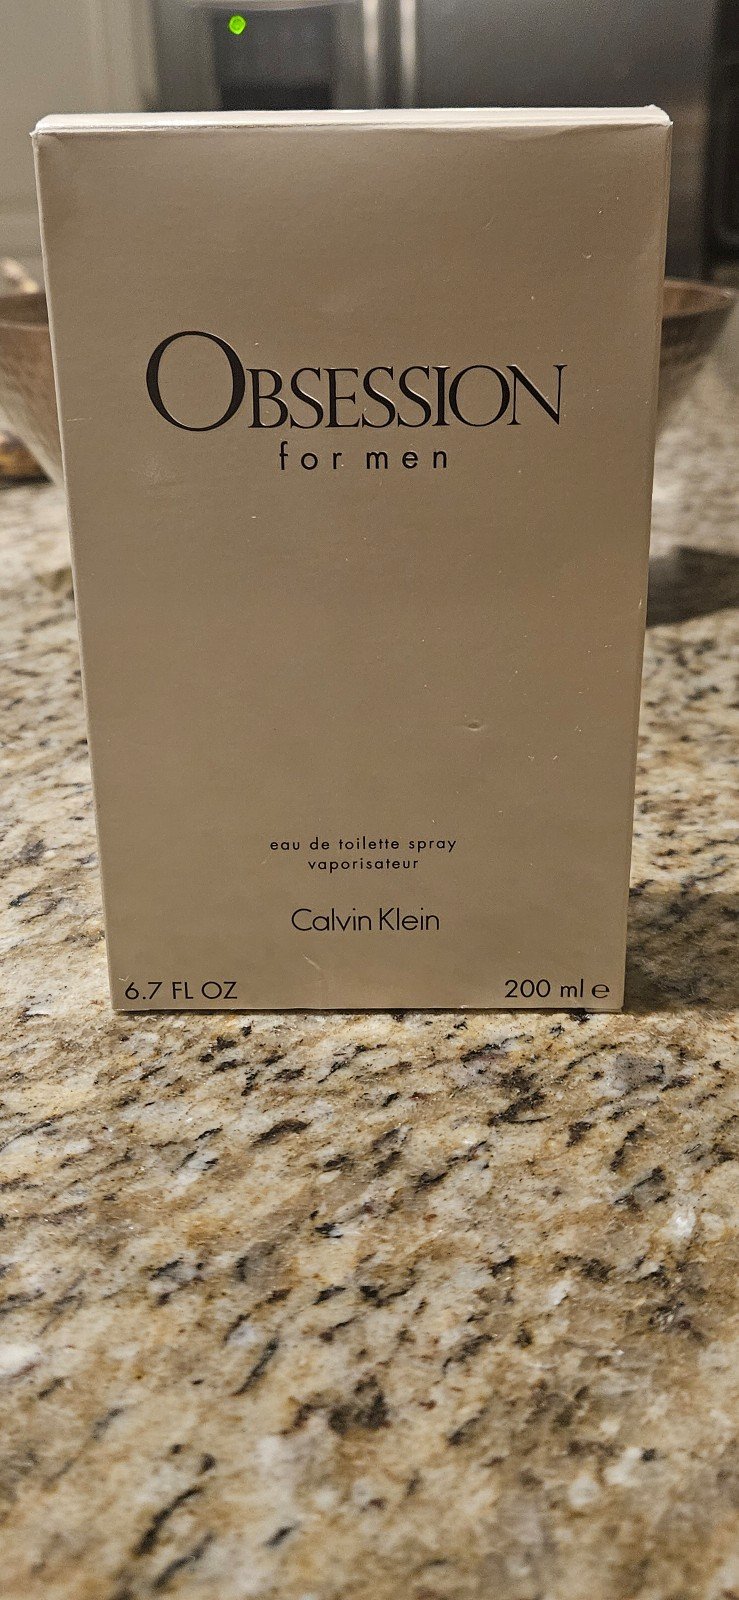 OBSESSION
for men
eau de toilette spray
vaporisateur
Calvin Klein
6.7 FL OZ
200 ml ℮